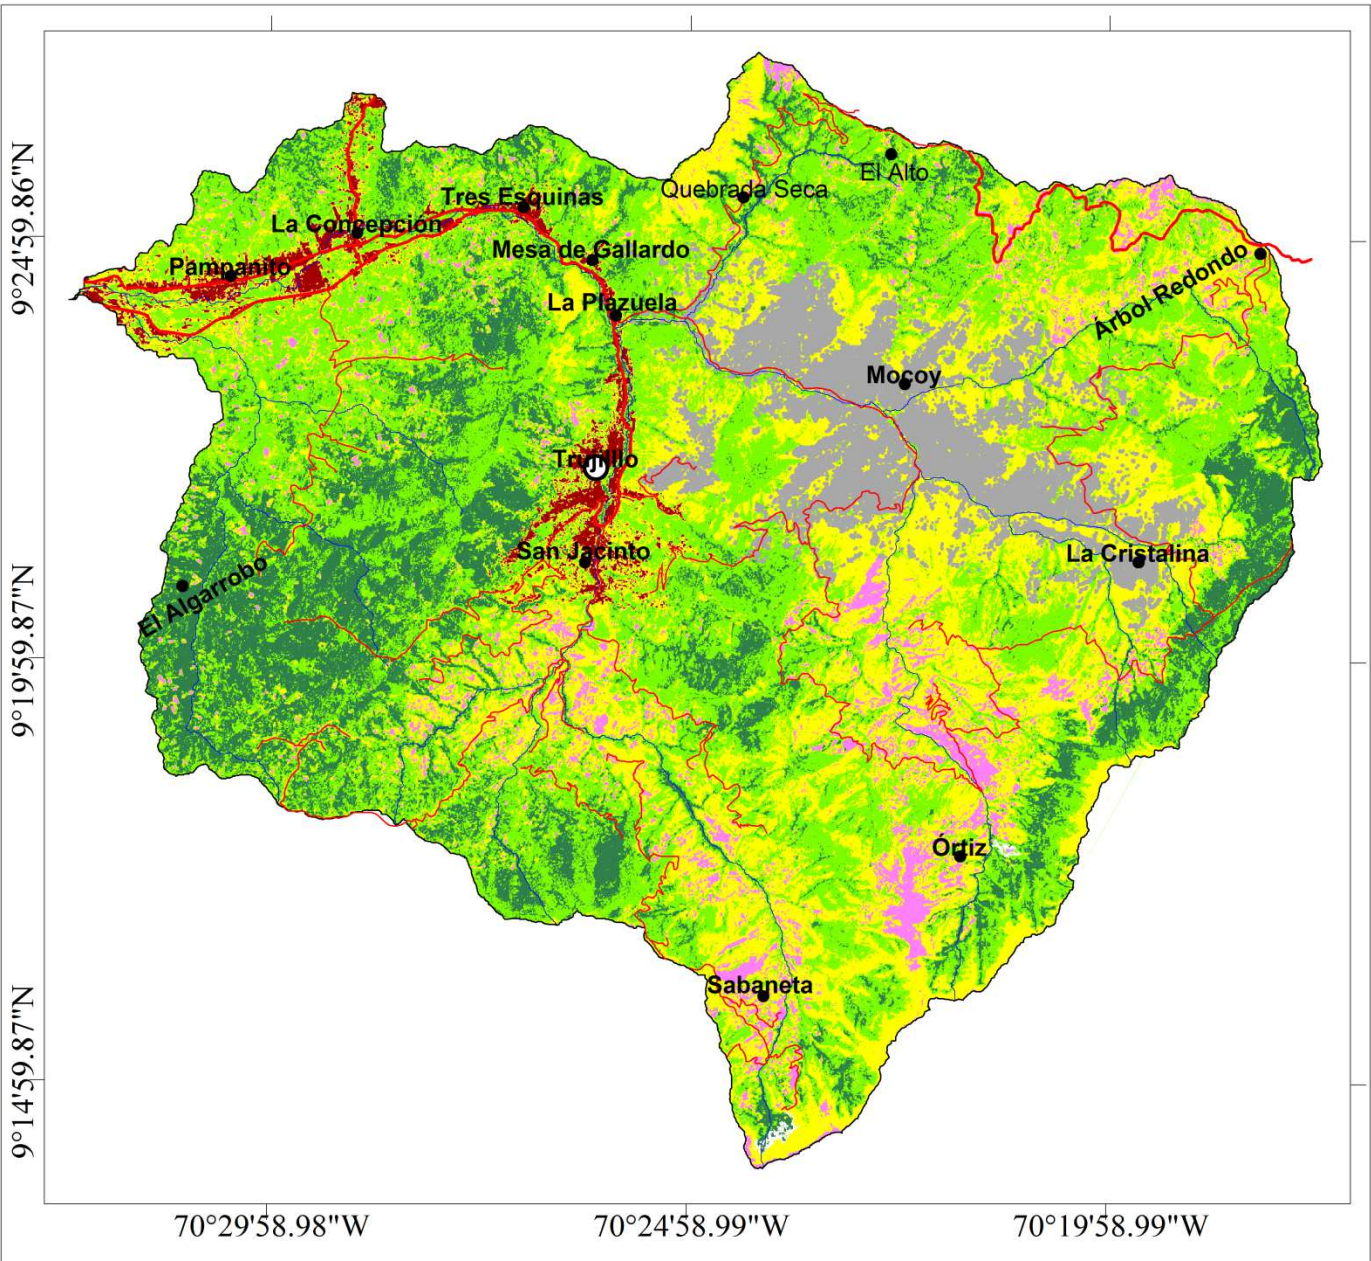 El Alto
Quebrada Seca
Tres Esquinas
La Concepción
Mesa de Gallardo
Pampanito
Árbol Redondo
La Plazuela
Mocoy
Trujillo
San Jacinto
La Cristalina
El Algarrobo
Órtiz
Sabaneta
9°24'59.86"N
9°19'59.87"N
9°14'59.87"N
70°29'58.98"W
70°24'58.99"W
70°19'58.99"W